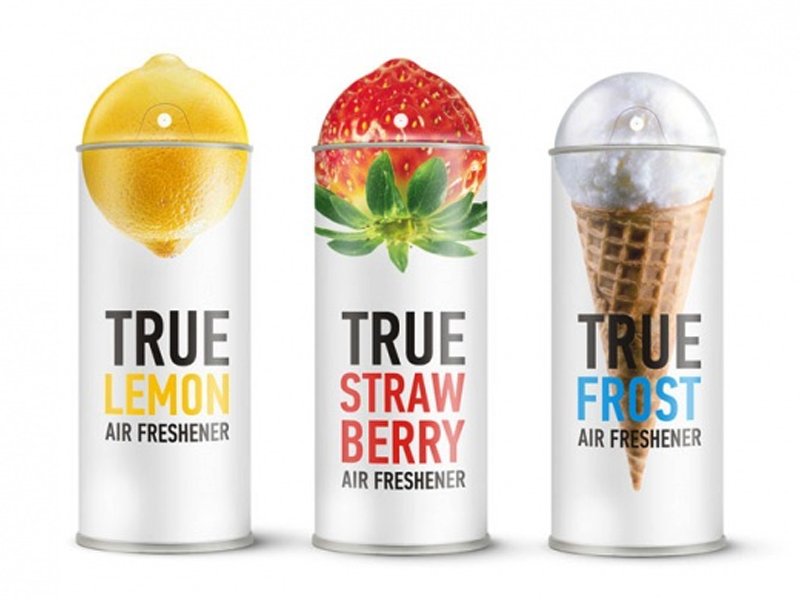 TRUE
LEMON
AIR FRESHENER
TRUE
STRAW
BERRY
AIR FRESHENER
TRUE
FROST
AIR FRESHENER